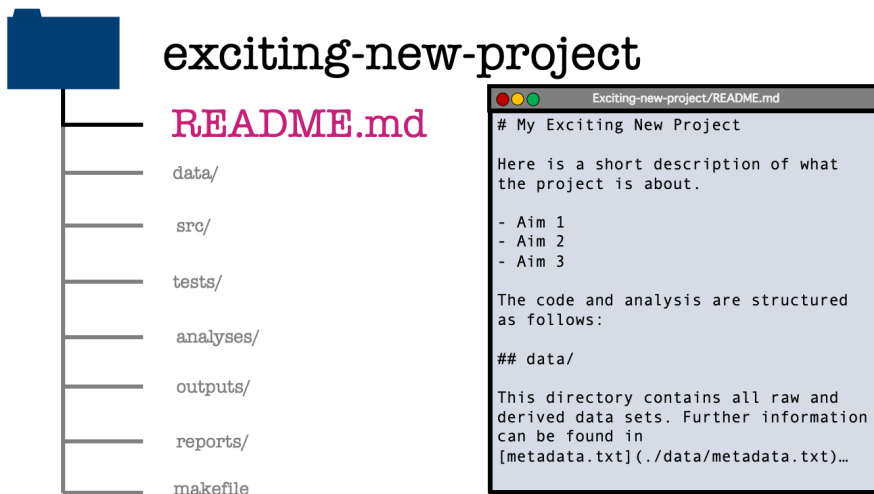 exciting-new-project
README.md
data/
src/
tests/
analyses/
outputs/
reports/
makefile
Exciting-new-project/README.md
# My Exciting New Project
Here is a short description of what
the project is about.
- Aim 1
- Aim 2
- Aim 3
The code and analysis are structured
as follows:
## data/
This directory contains all raw and
derived data sets. Further information
can be found in
[metadata.txt](./data/metadata.txt)…